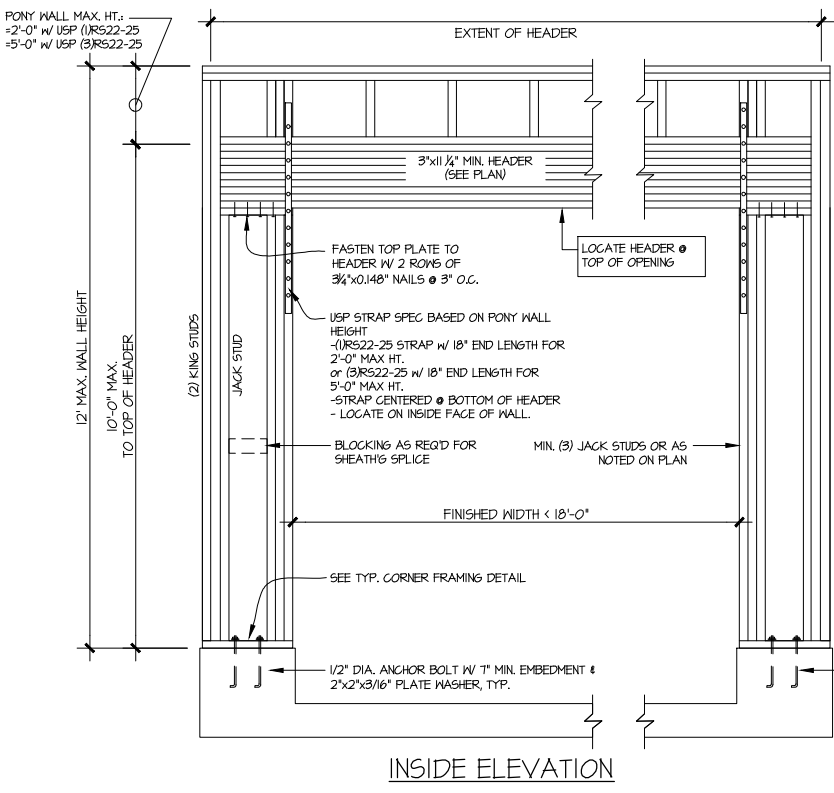 PONY WALL MAX. HT.:
=2'-0" W/ USP (1)RS22-25
=5'-0" W/ USP (3)RS22-25
EXTENT OF HEADER
3"x11 1/4" MIN. HEADER
(SEE PLAN)
FASTEN TOP PLATE TO
HEADER W/ 2 ROWS OF
3 1/4"x0.148" NAILS @ 3" O.C.
LOCATE HEADER @
TOP OF OPENING
USP STRAP SPEC BASED ON PONY WALL
HEIGHT
-(1)RS22-25 STRAP W/ 18" END LENGTH FOR
2'-0" MAX HT.
or (3)RS22-25 W/ 18" END LENGTH FOR
5'-0" MAX HT.
-STRAP CENTERED @ BOTTOM OF HEADER
- LOCATE ON INSIDE FACE OF WALL.
12' MAX. WALL HEIGHT
10'-0" MAX.
TO TOP OF HEADER
(2) KING STUDS
JACK STUD
BLOCKING AS REQ'D FOR
SHEATH'G SPLICE
MIN. (3) JACK STUDS OR AS
NOTED ON PLAN
FINISHED WIDTH < 18'-0"
SEE TYP. CORNER FRAMING DETAIL
1/2" DIA. ANCHOR BOLT W/ 7" MIN. EMBEDMENT &
2"x2"x3/16" PLATE WASHER, TYP.
INSIDE ELEVATION